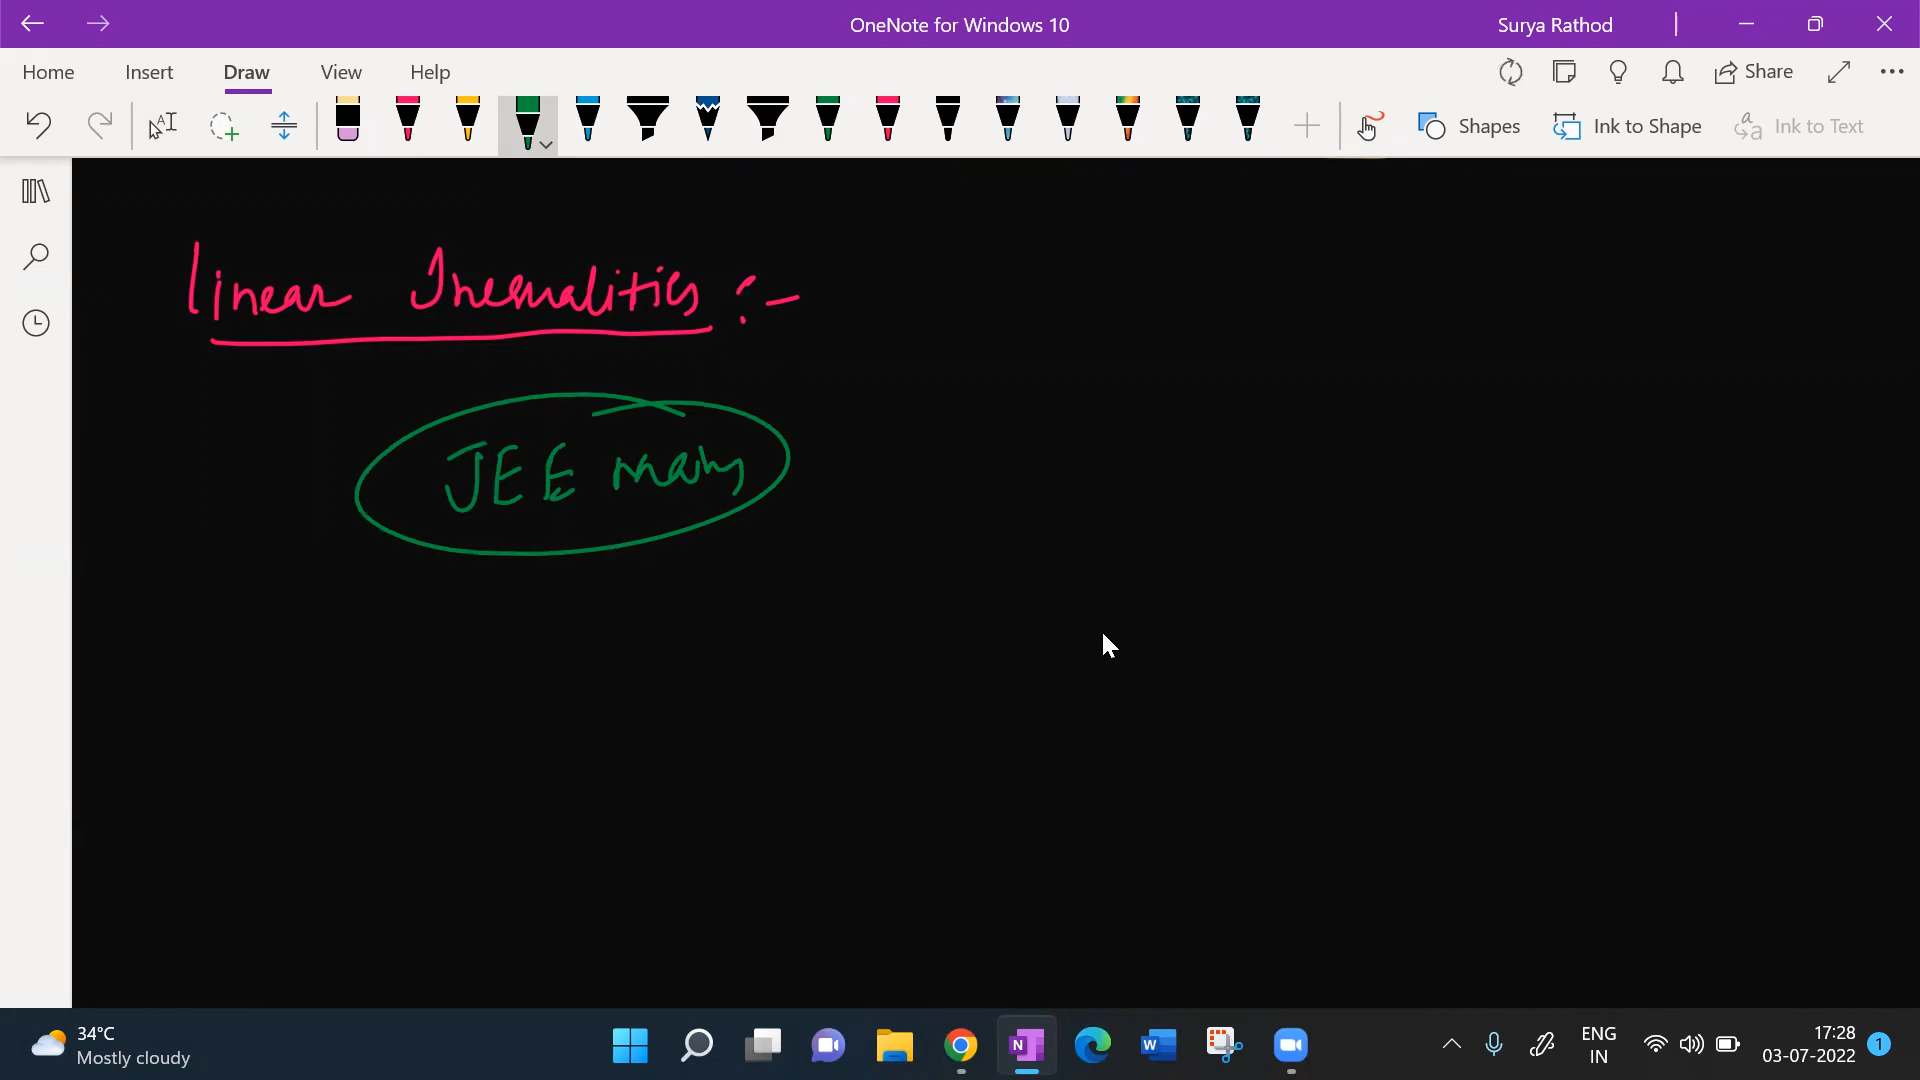 OneNote for Windows 10
Surya Rathod
Home Insert Draw View Help
Share
Shapes Ink to Shape Ink to Text
Linear Inequalities :-
JEE mains
34°C
Mostly cloudy
ENG
IN
17:28
03-07-2022
1